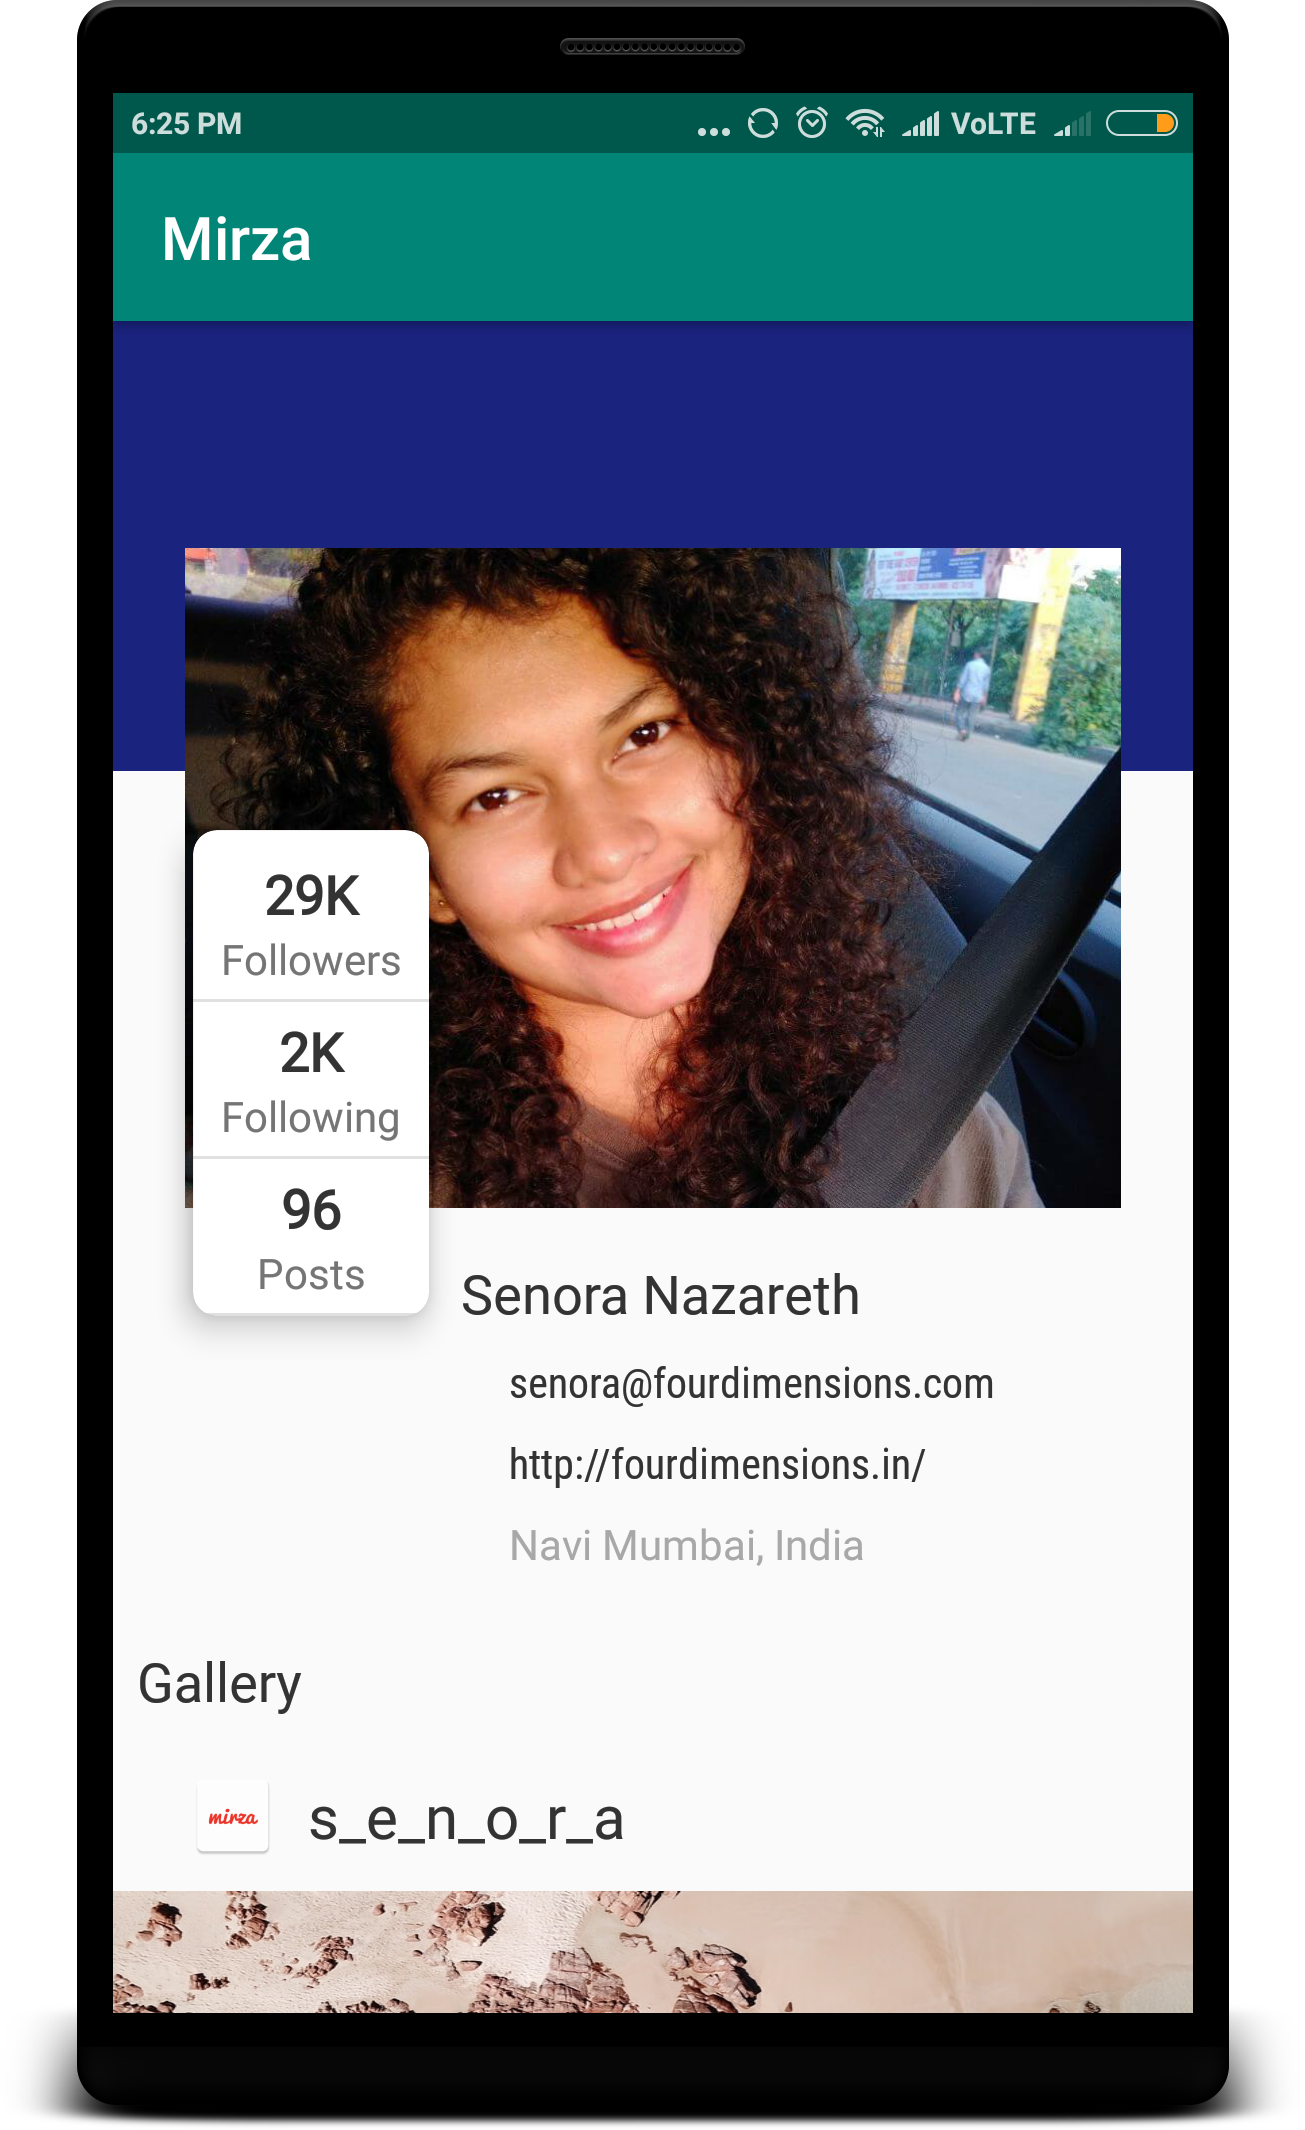 6:25 PM
VoLTE
Mirza
29K
Followers
2K
Following
96
Posts
Senora Nazareth
senora@fourdimensions.com
http://fourdimensions.in/
Navi Mumbai, India
Gallery
mirza
s_e_n_o_r_a